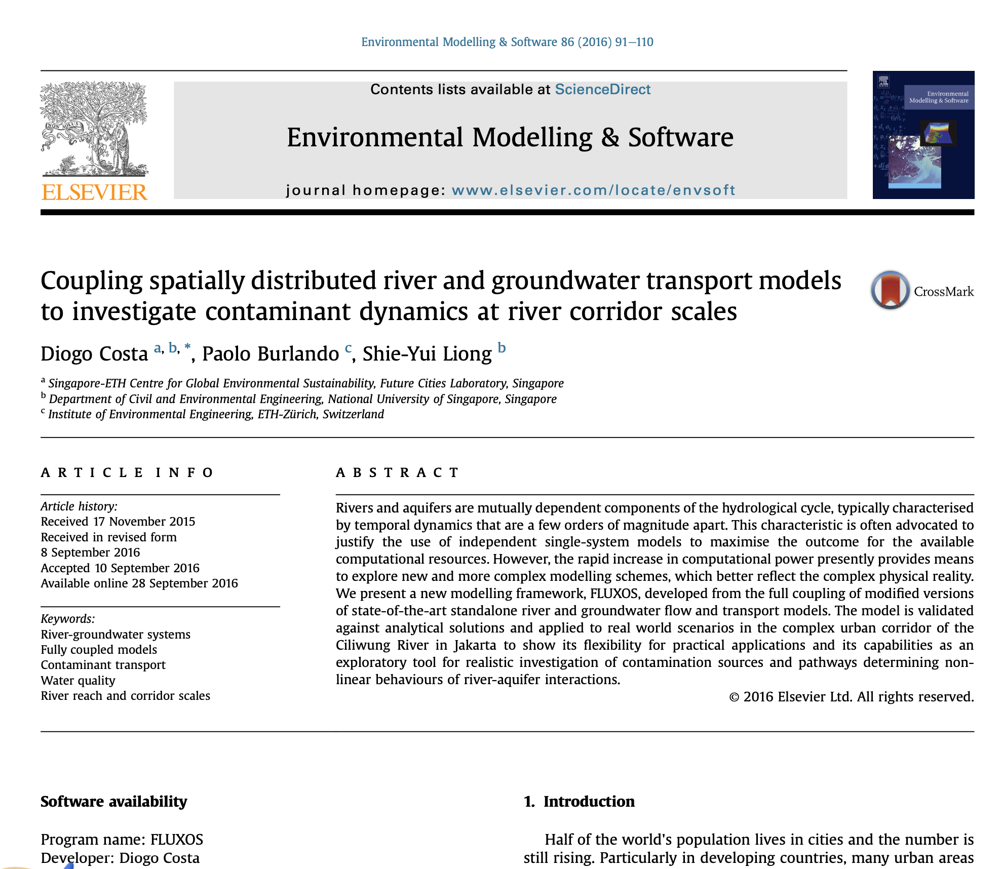 Environmental Modelling & Software 86 (2016) 91–110
Contents lists available at ScienceDirect
Environmental Modelling & Software
journal homepage: www.elsevier.com/locate/envsoft
NON SOLUS
ELSEVIER
Environmental
Modelling & Software
Coupling spatially distributed river and groundwater transport models
to investigate contaminant dynamics at river corridor scales
CrossMark
Diogo Costa a, b, *, Paolo Burlando c, Shie-Yui Liong b
a Singapore-ETH Centre for Global Environmental Sustainability, Future Cities Laboratory, Singapore
b Department of Civil and Environmental Engineering, National University of Singapore, Singapore
c Institute of Environmental Engineering, ETH-Zürich, Switzerland
ARTICLE INFO
Article history:
Received 17 November 2015
Received in revised form
8 September 2016
Accepted 10 September 2016
Available online 28 September 2016
Keywords:
River-groundwater systems
Fully coupled models
Contaminant transport
Water quality
River reach and corridor scales
ABSTRACT
Rivers and aquifers are mutually dependent components of the hydrological cycle, typically characterised
by temporal dynamics that are a few orders of magnitude apart. This characteristic is often advocated to
justify the use of independent single-system models to maximise the outcome for the available
computational resources. However, the rapid increase in computational power presently provides means
to explore new and more complex modelling schemes, which better reflect the complex physical reality.
We present a new modelling framework, FLUXOS, developed from the full coupling of modified versions
of state-of-the-art standalone river and groundwater flow and transport models. The model is validated
against analytical solutions and applied to real world scenarios in the complex urban corridor of the
Ciliwung River in Jakarta to show its flexibility for practical applications and its capabilities as an
exploratory tool for realistic investigation of contamination sources and pathways determining non-
linear behaviours of river-aquifer interactions.
© 2016 Elsevier Ltd. All rights reserved.
Software availability
Program name: FLUXOS
Developer: Diogo Costa
1. Introduction
Half of the world's population lives in cities and the number is
still rising. Particularly in developing countries, many urban areas